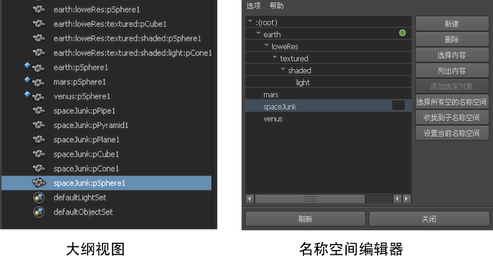 earth:loweRes:pSphere1
earth:loweRes:textured:pCube1
earth:loweRes:textured:shaded:pSphere1
earth:loweRes:textured:shaded:light:pCone1
earth:pSphere1
mars:pSphere1
venus:pSphere1
spaceJunk:pPipe1
spaceJunk:pPyramid1
spaceJunk:pPlane1
spaceJunk:pCube1
spaceJunk:pCone1
spaceJunk:pSphere1
defaultLightSet
defaultObjectSet
大纲视图
选项 帮助
:(root)
earth
loweRes
textured
shaded
light
mars
spaceJunk
venus
新建
删除
选择内容
列出内容
添加选定对象
选择所有空的名称空间
收拢到子名称空间
设置当前名称空间
刷新
关闭
名称空间编辑器